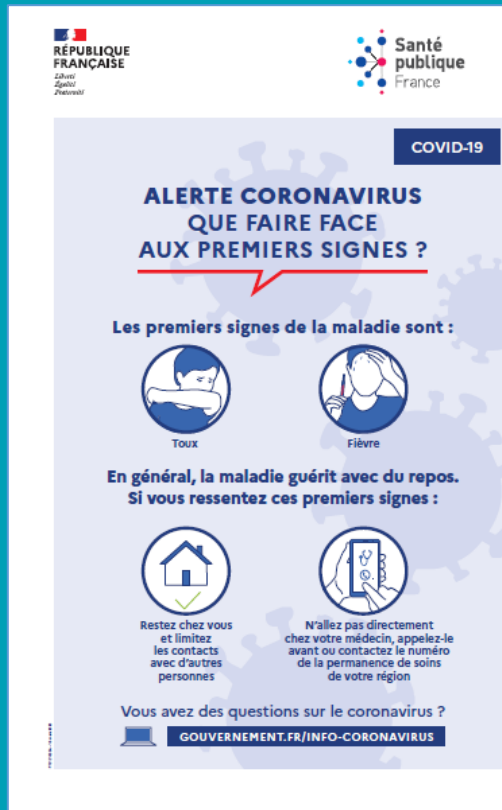 RÉPUBLIQUE
FRANÇAISE
Liberté
Égalité
Fraternité
Santé
publique
France
COVID-19
ALERTE CORONAVIRUS
QUE FAIRE FACE
AUX PREMIERS SIGNES ?
Les premiers signes de la maladie sont :
Toux
Fièvre
En général, la maladie guérit avec du repos.
Si vous ressentez ces premiers signes :
Restez chez vous
et limitez
les contacts
avec d'autres
personnes
N'allez pas directement
chez votre médecin, appelez-le
avant ou contactez le numéro
de la permanence de soins
de votre région
Vous avez des questions sur le coronavirus ?
GOUVERNEMENT.FR/INFO-CORONAVIRUS